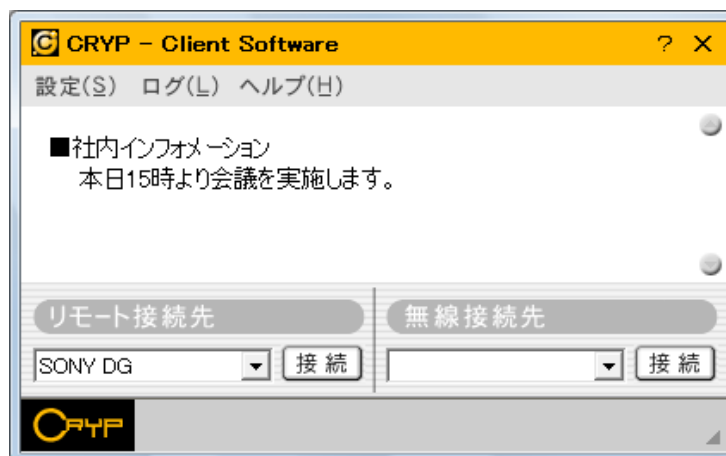 CRYP - Client Software ? ×
設定(S) ログ(L) ヘルプ(H)
■社内インフォメーション
本日15時より会議を実施します。
リモート接続先 無線接続先
SONY DG 接続 接続
CRYP